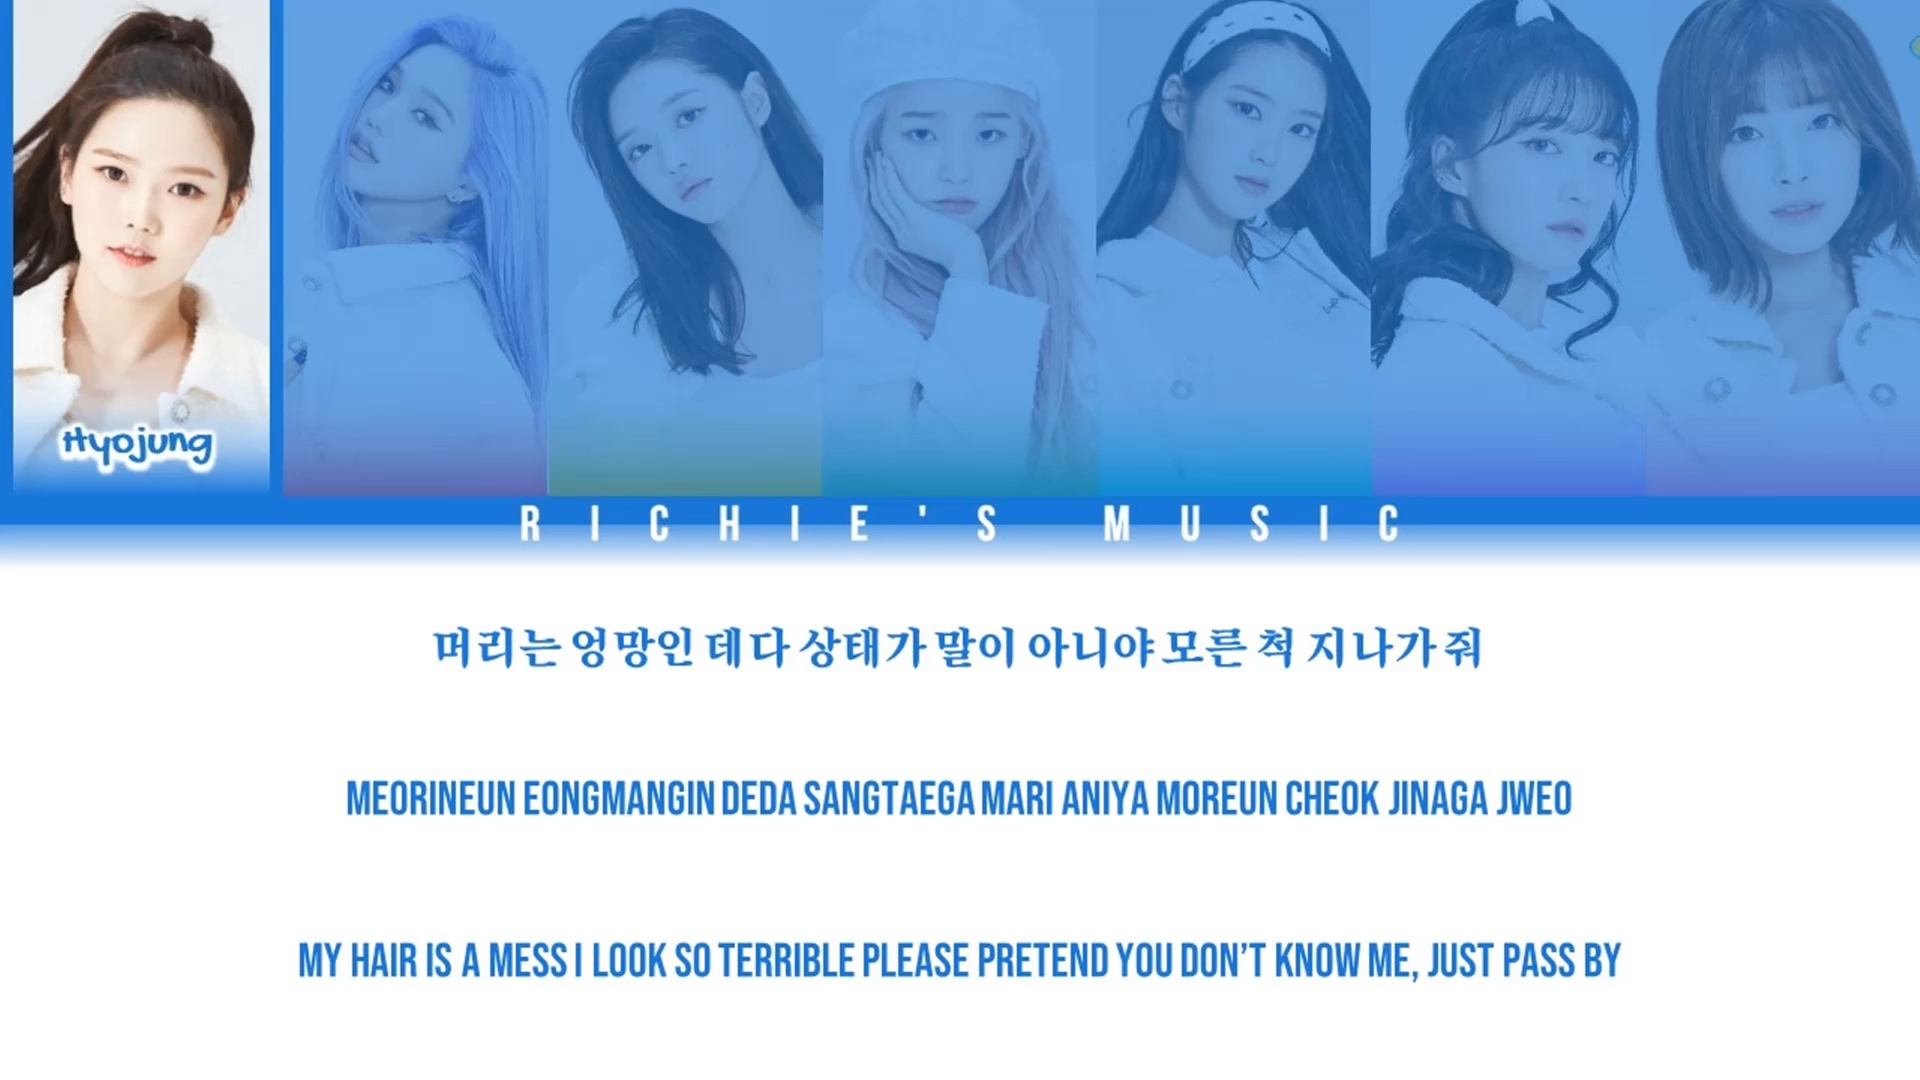 Hyojung
RICHIE'S MUSIC
머리는 엉망인 데다 상태가 말이 아니야 모른 척 지나가 줘
MEORINEUN EONGMANGIN DEDA SANGTAEGA MARI ANIYA MOREUN CHEOK JINAGA JWEO
MY HAIR IS A MESS I LOOK SO TERRIBLE PLEASE PRETEND YOU DON’T KNOW ME, JUST PASS BY